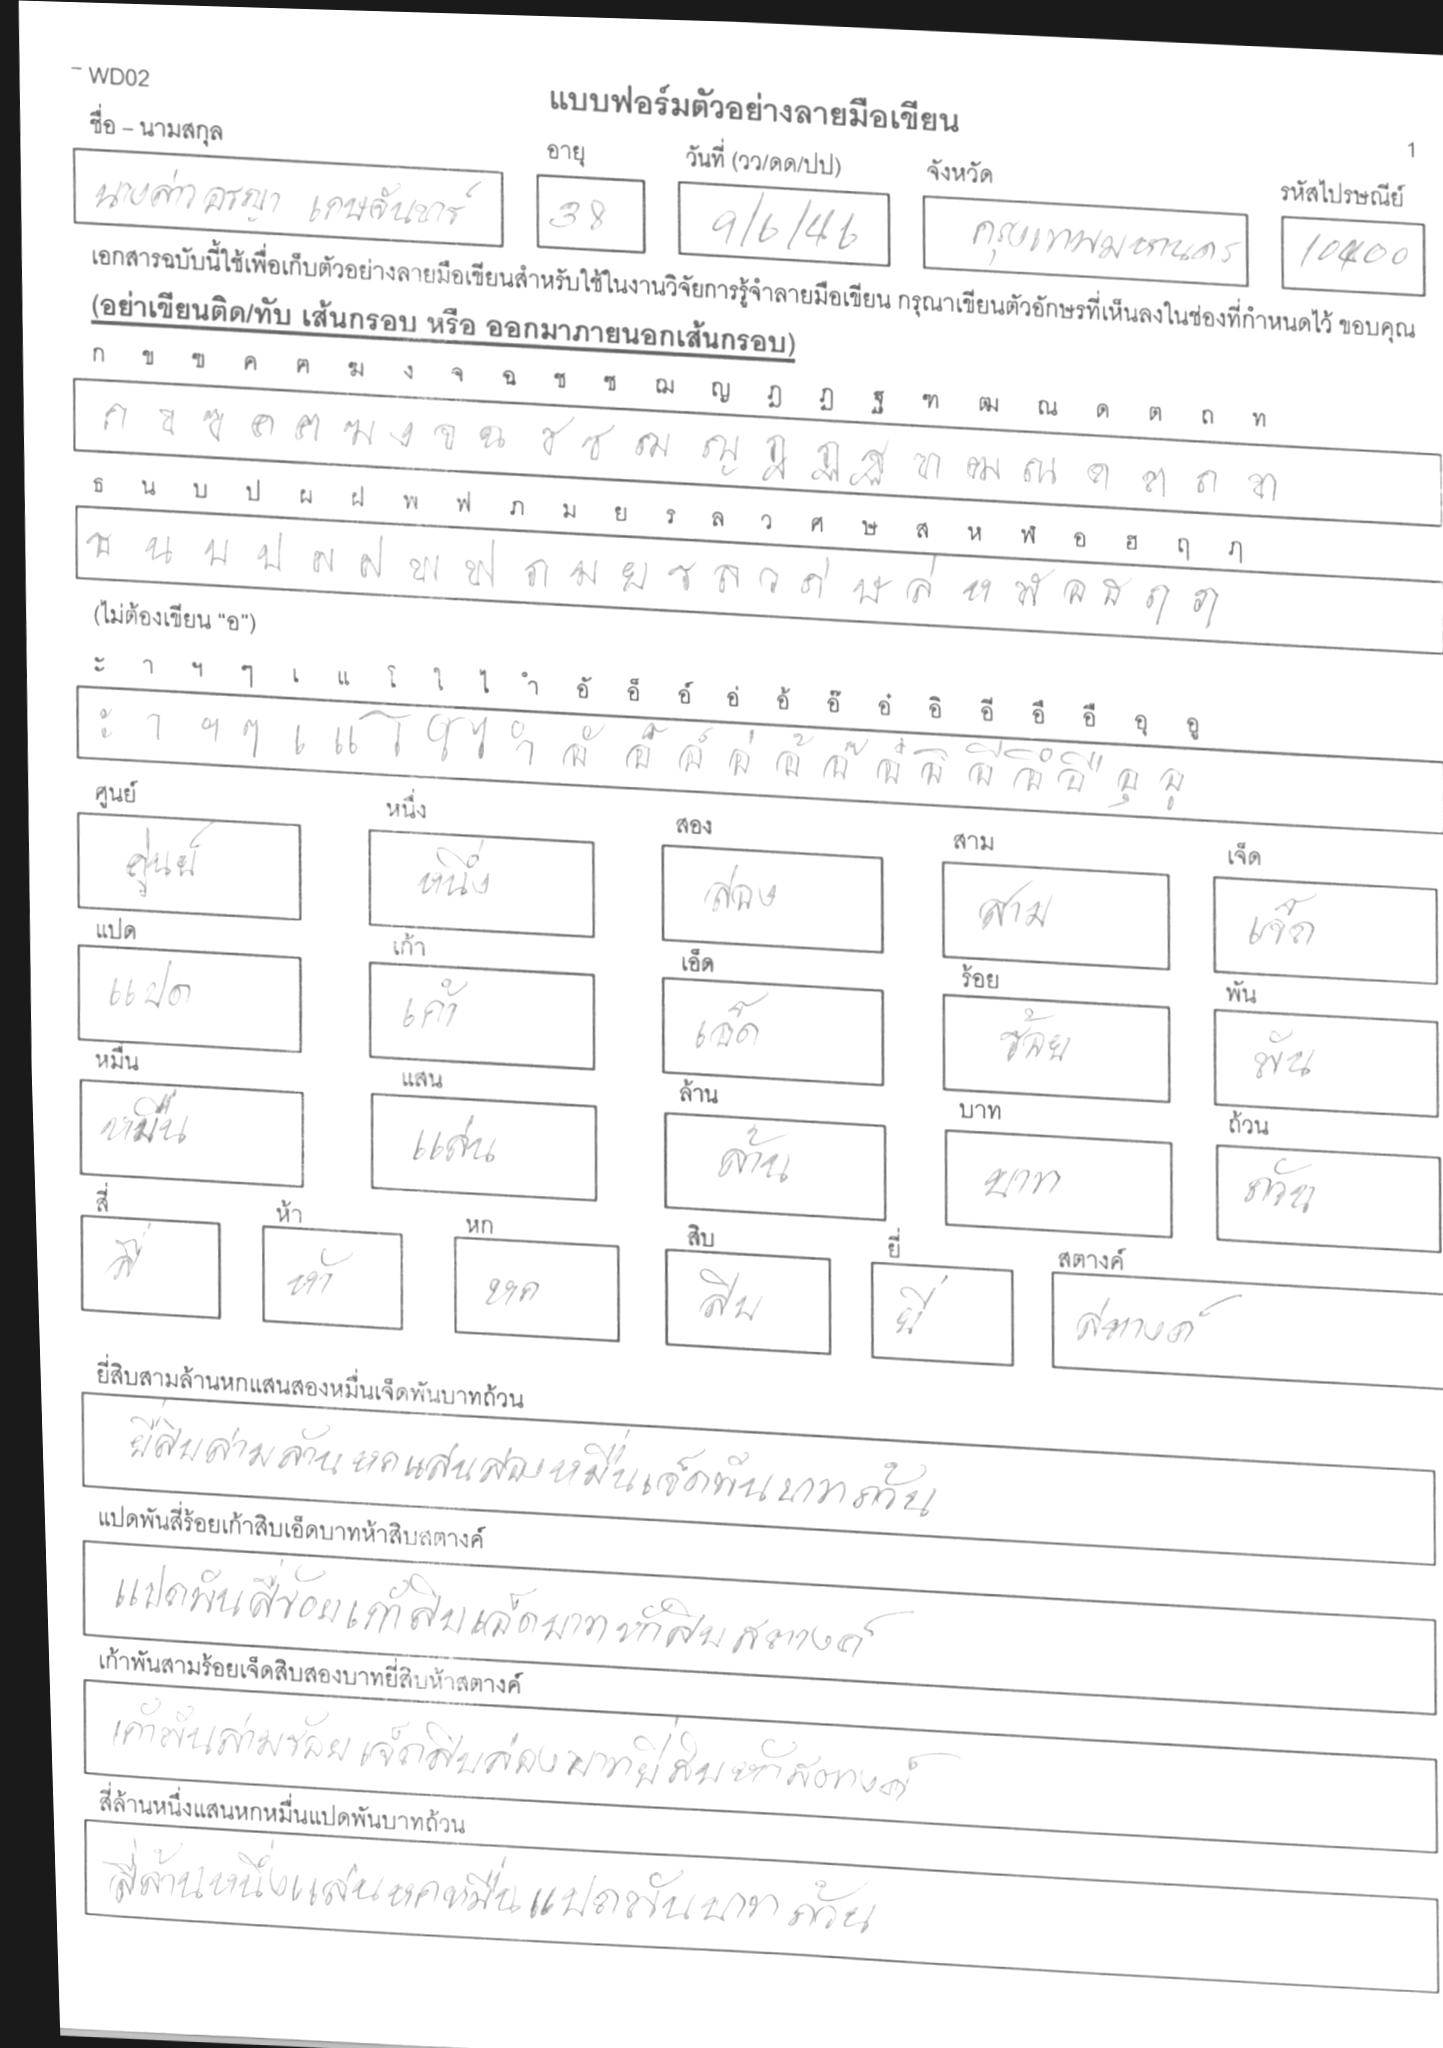 WD02
แบบฟอร์มตัวอย่างลายมือเขียน
1
ชื่อ – นามสกุล อายุ วันที่ (วว/ดด/ปป) จังหวัด รหัสไปรษณีย์
นางสาว อรญา 38 9/6/46 กรุงเทพมหานคร 10400
เอกสารฉบับนี้ใช้เพื่อเก็บตัวอย่างลายมือเขียนสำหรับใช้ในงานวิจัยการรู้จำลายมือเขียน กรุณาเขียนตัวอักษรที่เห็นลงในช่องที่กำหนดไว้ ขอบคุณ
(อย่าเขียนติด/ทับ เส้นกรอบ หรือ ออกมาภายนอกเส้นกรอบ)
ก ข ฃ ค ฅ ฆ ง จ ฉ ช ซ ฌ ญ ฎ ฏ ฐ ฑ ฒ ณ ด ต ถ ท
ก ข ฃ ค ฅ ฆ ง จ ฉ ช ซ ฌ ญ ฎ ฏ ฐ ฑ ฒ ณ ด ต ถ ท
ธ น บ ป ผ ฝ พ ฟ ภ ม ย ร ล ว ศ ษ ส ห ฬ อ ฮ ฤ ภ
ธ น บ ป ผ ฝ พ ฟ ภ ม ย ร ล ว ศ ษ ส ห ฬ อ ฮ ฤ ฦ
(ไม่ต้องเขียน "อ")
ะ า ฯ ๆ เ แ โ ใ ไ ำ อั อ็ อ์ อ่ อ้ อ๊ อ๋ อิ อี อึ อื อุ อู
ะ า ฯ ๆ เ แ โ ใ ไ ำ อั อ็ อ์ อ่ อ้ อ๊ อ๋ อิ อี อึ อื อุ อู
ศูนย์ หนึ่ง สอง สาม เจ็ด
ศูนย์ หนึ่ง สอง สาม เจ็ด
แปด เก้า เอ็ด ร้อย พัน
แปด เก้า เอ็ด ร้อย พัน
หมื่น แสน ล้าน บาท ถ้วน
หมื่น แสน ล้าน บาท ถ้วน
สี่ ห้า หก สิบ ยี่ สตางค์
สี่ ห้า หก สิบ ยี่ สตางค์
ยี่สิบสามล้านหกแสนสองหมื่นเจ็ดพันบาทถ้วน
ยี่สิบสามล้านหกแสนสองหมื่นเจ็ดพันบาทถ้วน
แปดพันสี่ร้อยเก้าสิบเอ็ดบาทห้าสิบสตางค์
แปดพันสี่ร้อยเก้าสิบเอ็ดบาทห้าสิบสตางค์
เก้าพันสามร้อยเจ็ดสิบสองบาทยี่สิบห้าสตางค์
เก้าพันสามร้อยเจ็ดสิบสองบาทยี่สิบห้าสตางค์
สี่ล้านหนึ่งแสนหกหมื่นแปดพันบาทถ้วน
สี่ล้านหนึ่งแสนหกหมื่นแปดพันบาทถ้วน